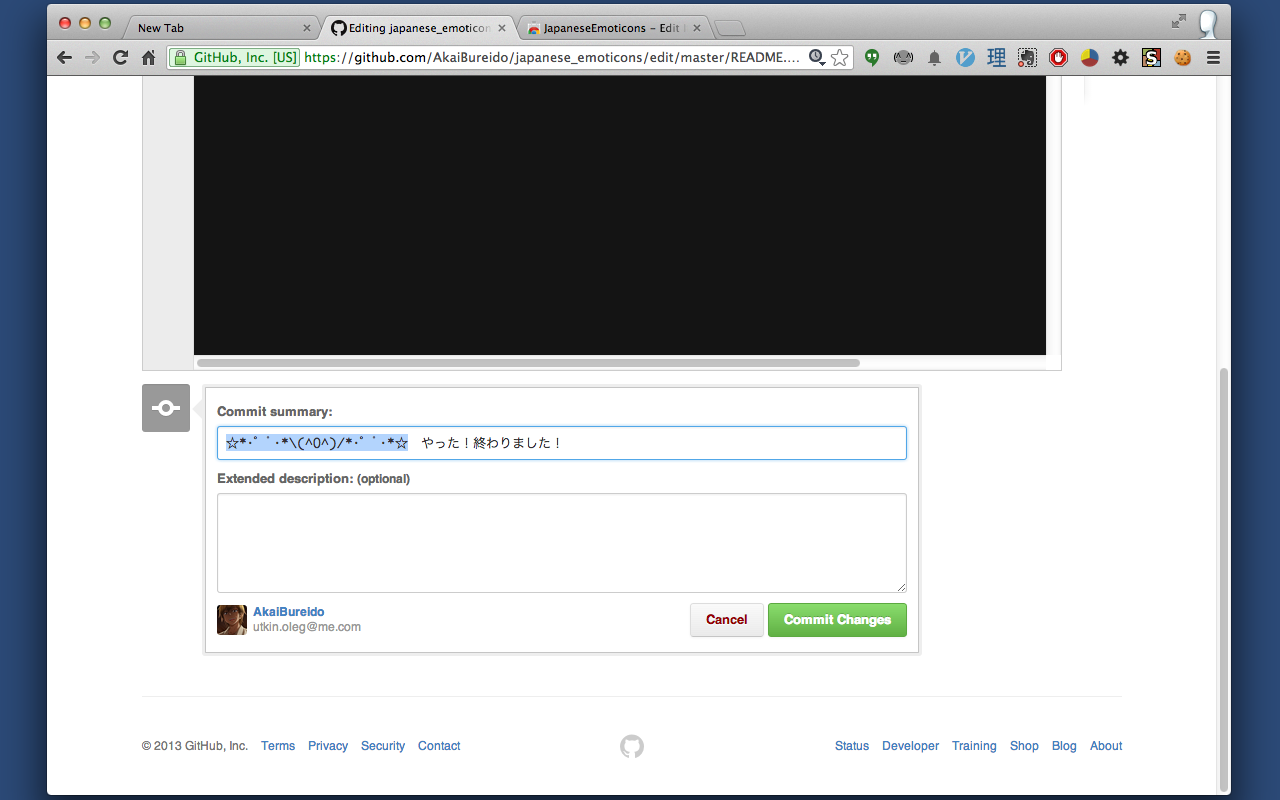 New Tab
Editing japanese_emoticon
JapaneseEmoticons – Edit
GitHub, Inc. [US] https://github.com/AkaiBureido/japanese_emoticons/edit/master/README....
理
S
Commit summary:
☆*･゜ﾟ･*\(^O^)/*･゜ﾟ･*☆　やった！終わりました！
Extended description: (optional)
AkaiBureido
utkin.oleg@me.com
Cancel
Commit Changes
© 2013 GitHub, Inc. Terms Privacy Security Contact
Status Developer Training Shop Blog About